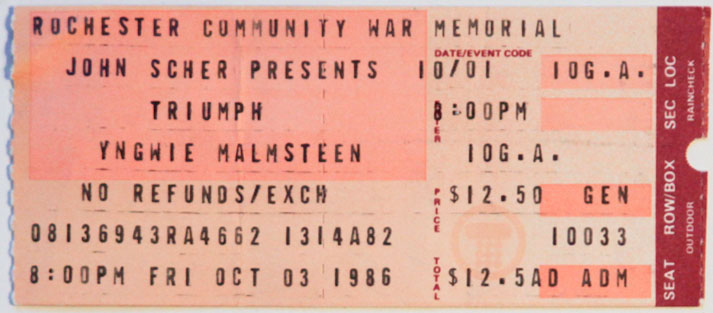 ROCHESTER COMMUNITY WAR MEMORIAL
DATE/EVENT CODE
JOHN SCHER PRESENTS 10/01 IOG.A.
TRIUMPH 8:00PM
YNGWIE MALMSTEEN IOG.A.
NO REFUNDS/EXCH PRICE $12.50 GEN
08136943RA4662 1314A82 10033
8:00PM FRI OCT 03 1986 TOTAL $12.5AD ADM
SEAT ROW/BOX SEC LOC
OUTDOOR RAINCHECK